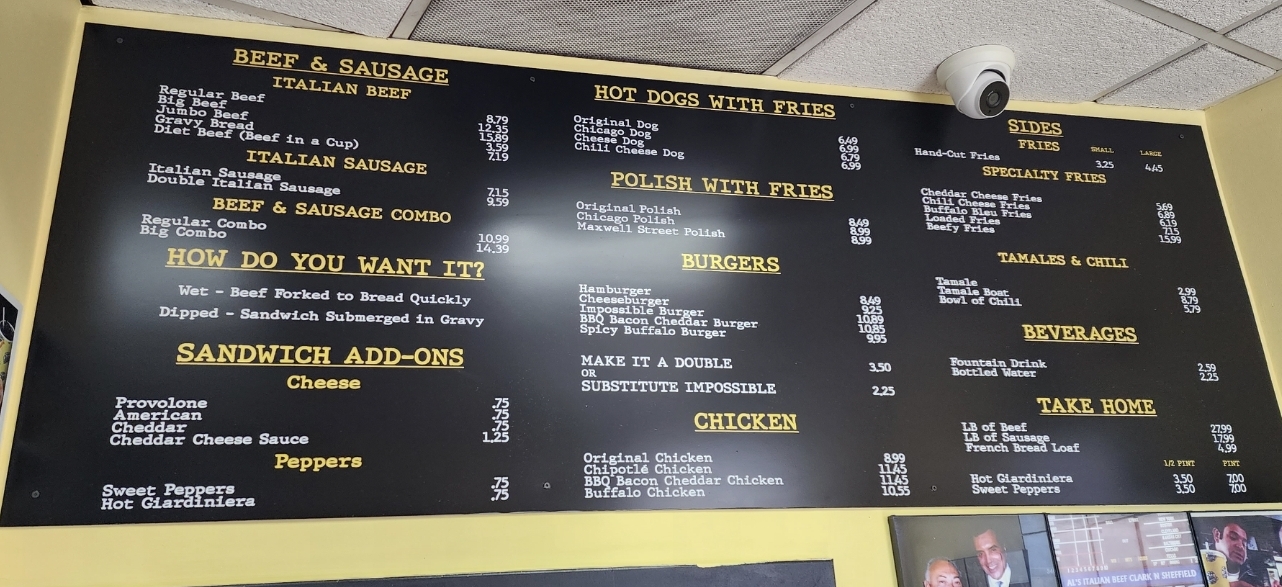 BEEF & SAUSAGE
ITALIAN BEEF
Regular Beef 8.79
Big Beef 12.35
Jumbo Beef 15.89
Gravy Bread 3.59
Diet Beef (Beef in a Cup) 7.19
ITALIAN SAUSAGE
Italian Sausage 7.15
Double Italian Sausage 9.59
BEEF & SAUSAGE COMBO
Regular Combo 10.99
Big Combo 14.39
HOW DO YOU WANT IT?
Wet - Beef Forked to Bread Quickly
Dipped - Sandwich Submerged in Gravy
SANDWICH ADD-ONS
Cheese
Provolone .75
American .75
Cheddar .75
Cheddar Cheese Sauce 1.25
Peppers
Sweet Peppers .75
Hot Giardiniera .75
HOT DOGS WITH FRIES
Original Dog 6.49
Chicago Dog 6.99
Cheese Dog 6.79
Chili Cheese Dog 6.99
POLISH WITH FRIES
Original Polish 8.49
Chicago Polish 8.99
Maxwell Street Polish 8.99
BURGERS
Hamburger 8.49
Cheeseburger 9.25
Impossible Burger 10.89
BBQ Bacon Cheddar Burger 10.85
Spicy Buffalo Burger 9.95
MAKE IT A DOUBLE 3.50
OR
SUBSTITUTE IMPOSSIBLE 2.25
CHICKEN
Original Chicken 8.99
Chipotlé Chicken 11.45
BBQ Bacon Cheddar Chicken 11.45
Buffalo Chicken 10.55
SIDES
FRIES SMALL LARGE
Hand-Cut Fries 3.25 4.45
SPECIALTY FRIES
Cheddar Cheese Fries 5.69
Chili Cheese Fries 6.89
Buffalo Bleu Fries 6.19
Loaded Fries 7.15
Beefy Fries 15.99
TAMALES & CHILI
Tamale 2.99
Tamale Boat 8.79
Bowl of Chili 5.79
BEVERAGES
Fountain Drink 2.59
Bottled Water 2.25
TAKE HOME
LB of Beef 27.99
LB of Sausage 17.99
French Bread Loaf 4.99
1/2 PINT PINT
Hot Giardiniera 3.50 7.00
Sweet Peppers 3.50 7.00
AL'S ITALIAN BEEF CLARK N SHEFFIELD